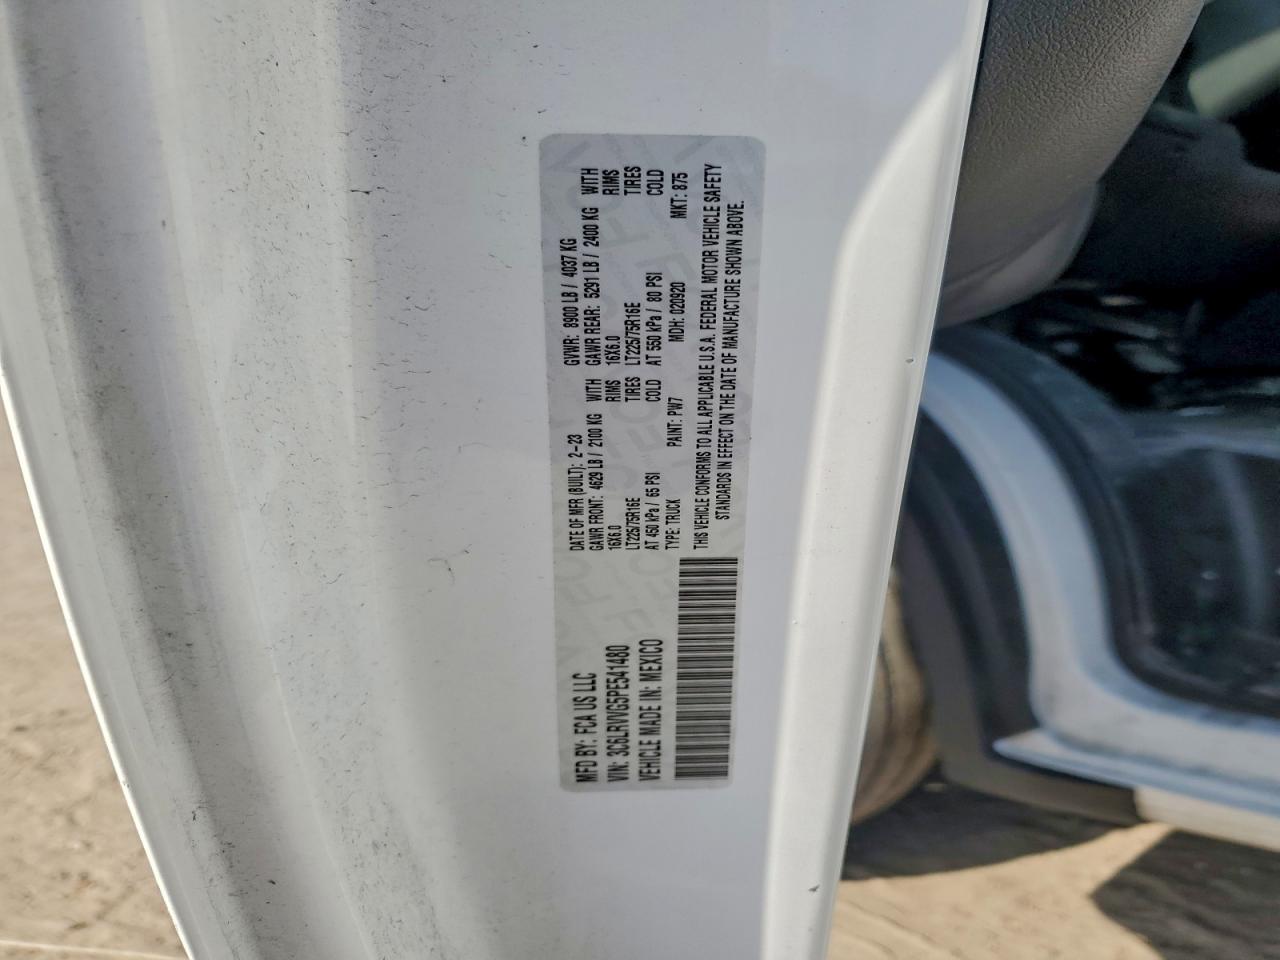 MFD BY: FCA US LLC
VIN: 3C6LRVVG5PE541480
VEHICLE MADE IN: MEXICO
DATE OF MFR (BUILT): 2-23 GVWR: 8900 LB / 4037 KG
GAWR FRONT: 4629 LB / 2100 KG WITH GAWR REAR: 5291 LB / 2400 KG WITH
16X6.0 RIMS 16X6.0 RIMS
LT225/75R16E TIRES LT225/75R16E TIRES
AT 450 kPa / 65 PSI COLD AT 550 kPa / 80 PSI COLD
TYPE: TRUCK PAINT: PW7 MDH: 020920 MKT: 875
THIS VEHICLE CONFORMS TO ALL APPLICABLE U.S.A. FEDERAL MOTOR VEHICLE SAFETY
STANDARDS IN EFFECT ON THE DATE OF MANUFACTURE SHOWN ABOVE.